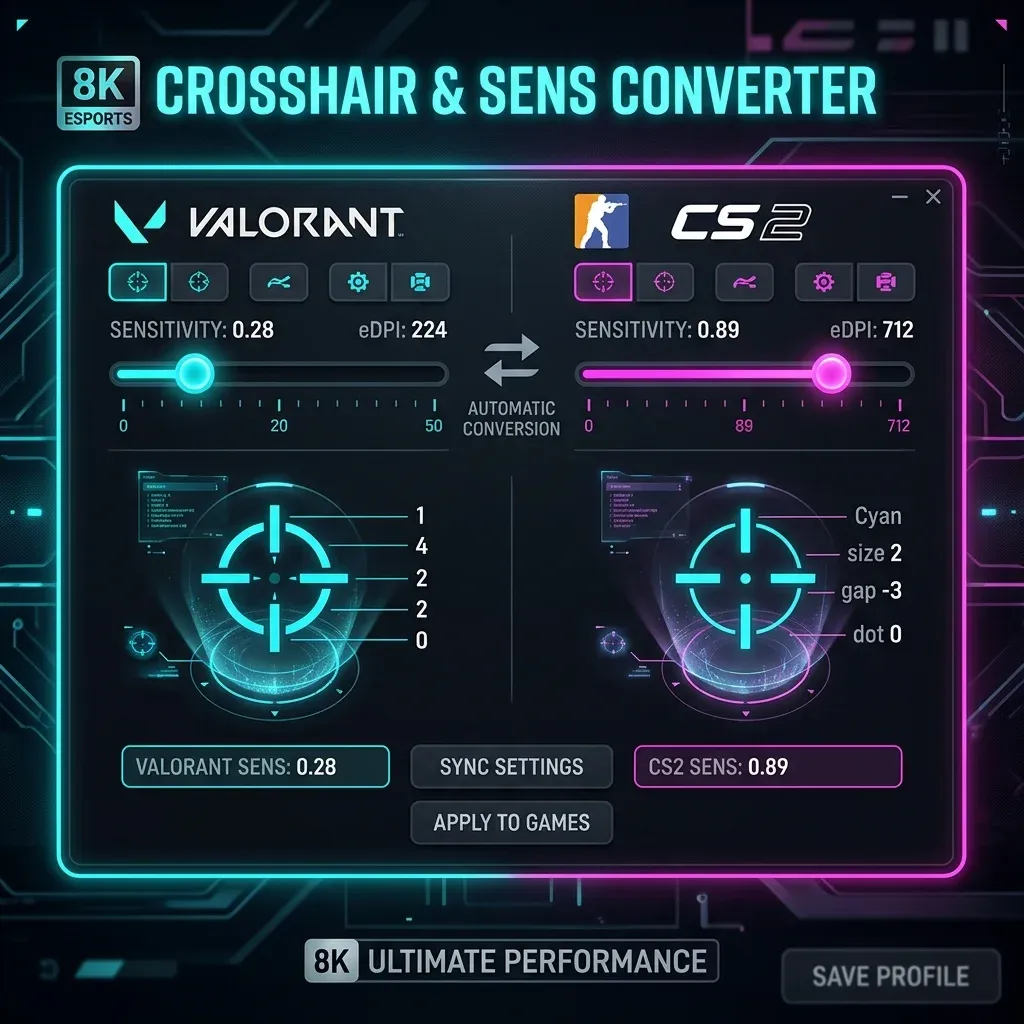 8K
ESPORTS
CROSSHAIR & SENS CONVERTER
VALORANT
CS2
SENSITIVITY: 0.28
eDPI: 224
SENSITIVITY: 0.89
eDPI: 712
AUTOMATIC
CONVERSION
0 20 50
0 89 712
1
4
2
2
0
Cyan
size 2
gap -3
dot 0
VALORANT SENS: 0.28
SYNC SETTINGS
CS2 SENS: 0.89
APPLY TO GAMES
8K ULTIMATE PERFORMANCE
SAVE PROFILE